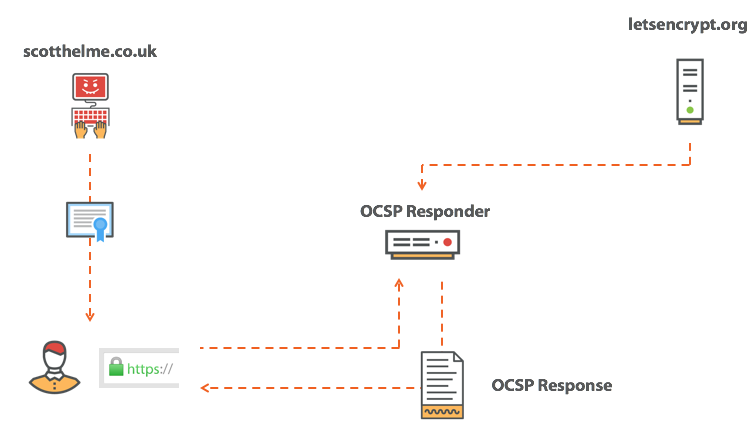 letsencrypt.org
scotthelme.co.uk
OCSP Responder
https://
OCSP Response